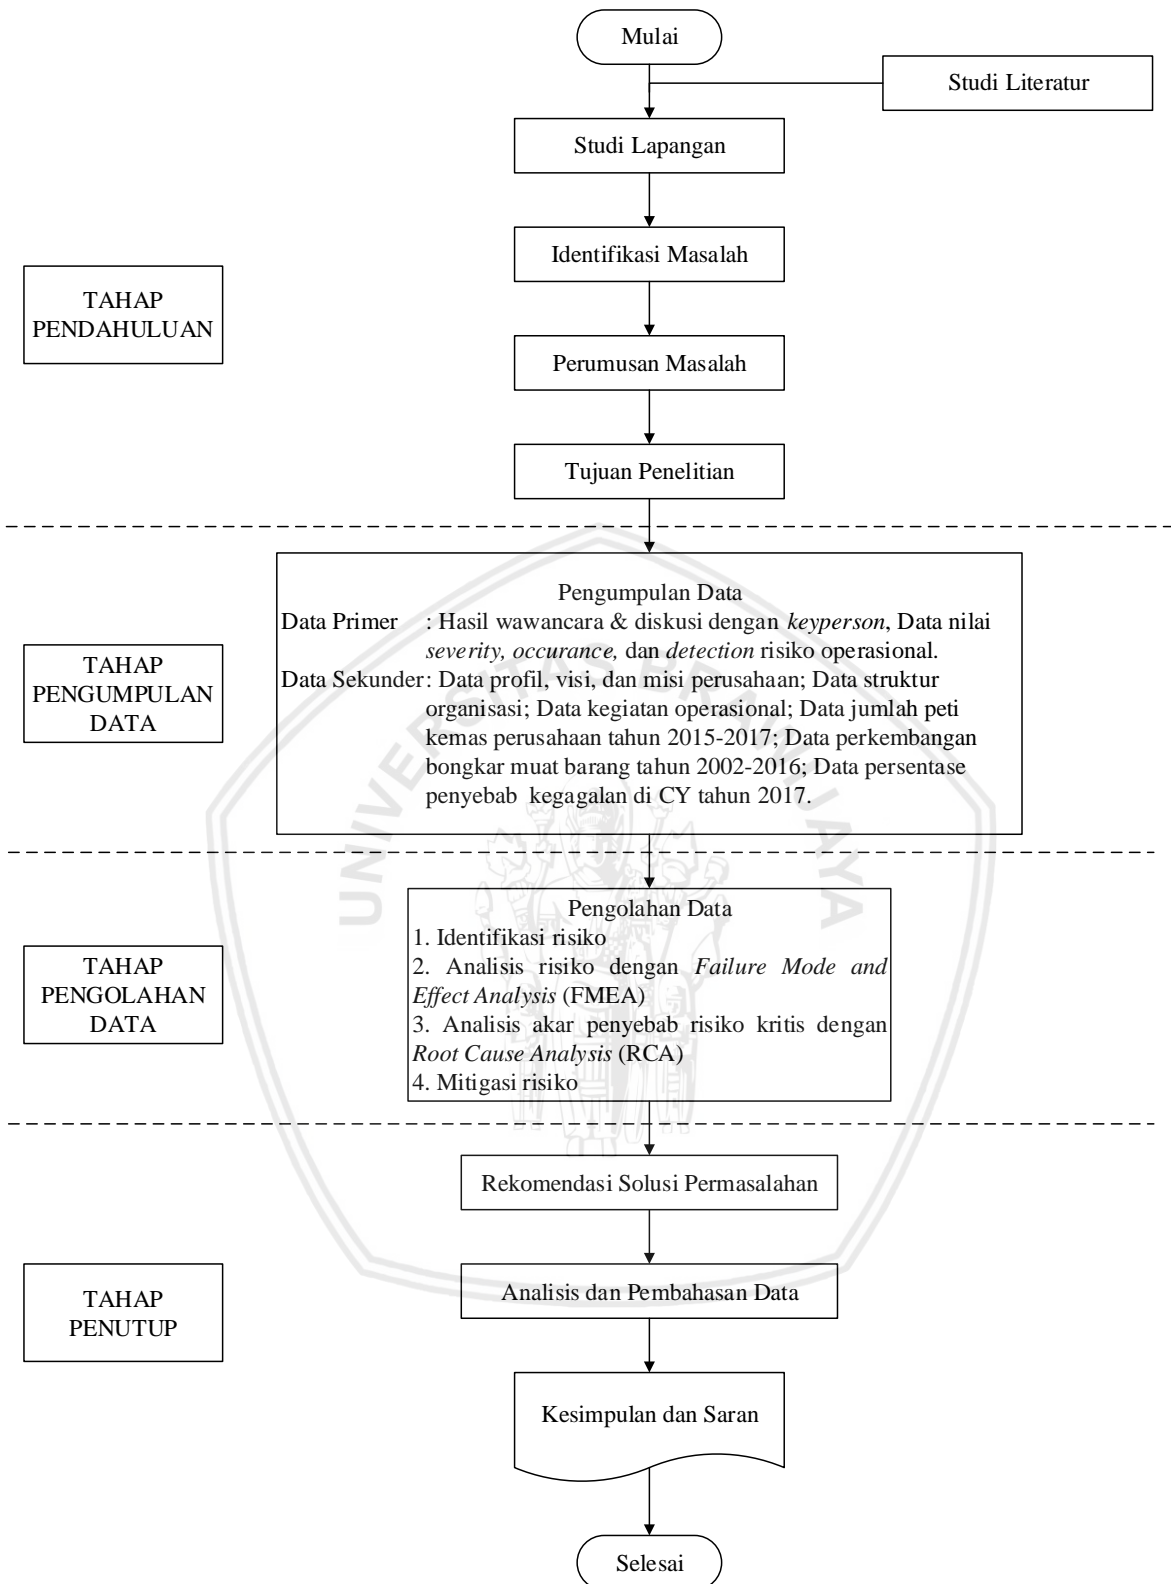 Mulai
Studi Literatur
Studi Lapangan
Identifikasi Masalah
TAHAP
PENDAHULUAN
Perumusan Masalah
Tujuan Penelitian
Pengumpulan Data
Data Primer : Hasil wawancara & diskusi dengan keyperson, Data nilai
severity, occurance, dan detection risiko operasional.
Data Sekunder : Data profil, visi, dan misi perusahaan; Data struktur
organisasi; Data kegiatan operasional; Data jumlah peti
kemas perusahaan tahun 2015-2017; Data perkembangan
bongkar muat barang tahun 2002-2016; Data persentase
penyebab kegagalan di CY tahun 2017.
TAHAP
PENGUMPULAN
DATA
UNIVERSITAS BRAWIJAYA
Pengolahan Data
1. Identifikasi risiko
2. Analisis risiko dengan Failure Mode and
Effect Analysis (FMEA)
3. Analisis akar penyebab risiko kritis dengan
Root Cause Analysis (RCA)
4. Mitigasi risiko
TAHAP
PENGOLAHAN
DATA
Rekomendasi Solusi Permasalahan
Analisis dan Pembahasan Data
TAHAP
PENUTUP
Kesimpulan dan Saran
Selesai